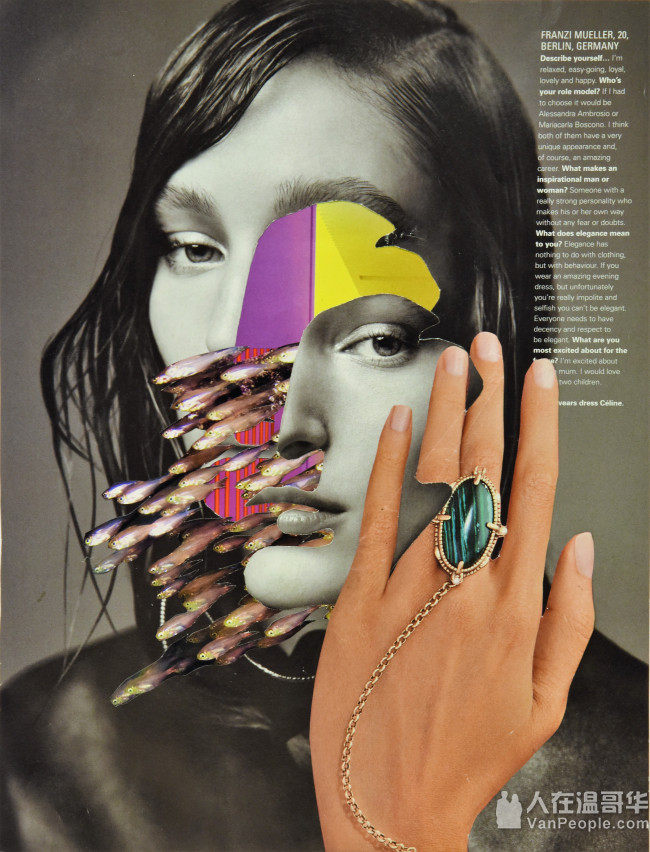 FRANZI MUELLER, 20,
BERLIN, GERMANY
Describe yourself... I'm
relaxed, easy-going, loyal,
lovely and happy. Who's
your role model? If I had
to choose it would be
Alessandra Ambrosio or
Mariacarla Boscono. I think
both of them have a very
unique appearance and,
of course, an amazing
career. What makes an
inspirational man or
woman? Someone with a
really strong personality who
makes his or her own way
without any fear or doubts.
What does elegance mean
to you? Elegance has
nothing to do with clothing,
but with behaviour. If you
wear an amazing evening
dress, but unfortunately
you're really impolite and
selfish you can't be elegant.
Everyone needs to have
decency and respect to
be elegant. What are you
most excited about for the
I'm excited about
mum. I would love
two children.
wears dress Céline.
人在温哥华
VanPeople.com